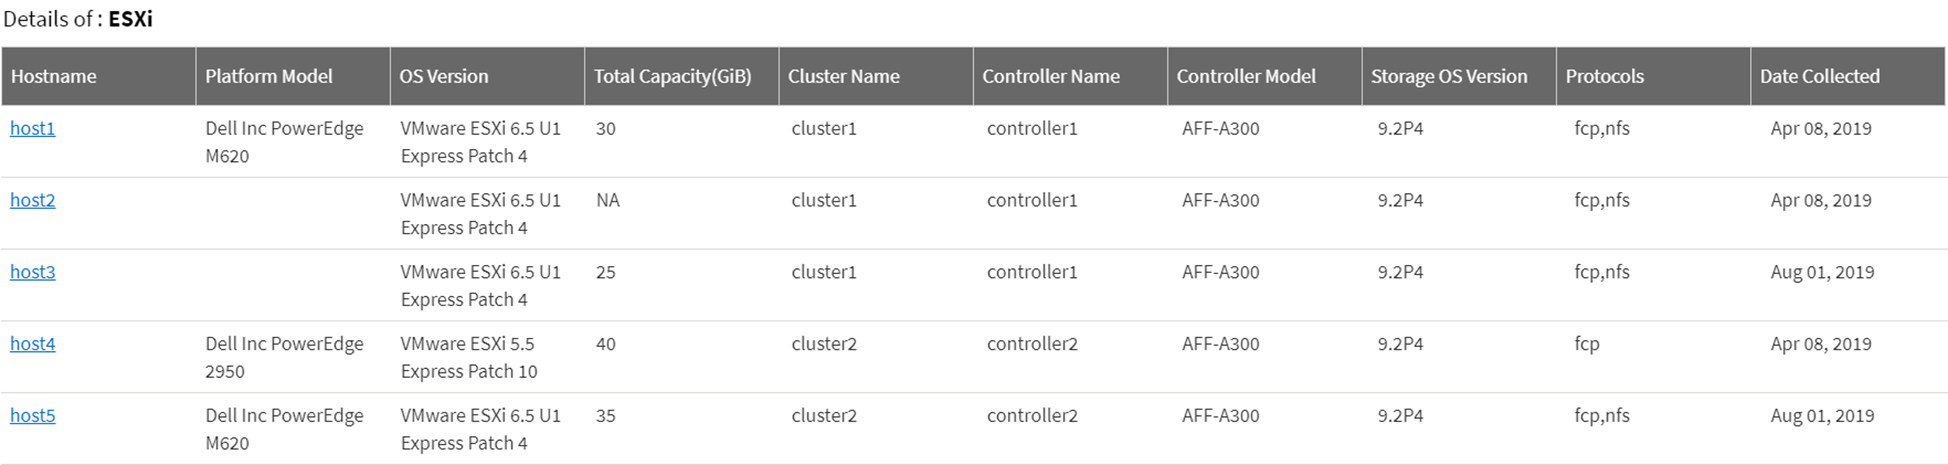 Details of : ESXi
Hostname Platform Model OS Version Total Capacity(GiB) Cluster Name Controller Name Controller Model Storage OS Version Protocols Date Collected
host1 Dell Inc PowerEdge VMware ESXi 6.5 U1 30 cluster1 controller1 AFF-A300 9.2P4 fcp,nfs Apr 08, 2019
M620 Express Patch 4
host2 VMware ESXi 6.5 U1 NA cluster1 controller1 AFF-A300 9.2P4 fcp,nfs Apr 08, 2019
Express Patch 4
host3 VMware ESXi 6.5 U1 25 cluster1 controller1 AFF-A300 9.2P4 fcp,nfs Aug 01, 2019
Express Patch 4
host4 Dell Inc PowerEdge VMware ESXi 5.5 40 cluster2 controller2 AFF-A300 9.2P4 fcp Apr 08, 2019
2950 Express Patch 10
host5 Dell Inc PowerEdge VMware ESXi 6.5 U1 35 cluster2 controller2 AFF-A300 9.2P4 fcp,nfs Aug 01, 2019
M620 Express Patch 4